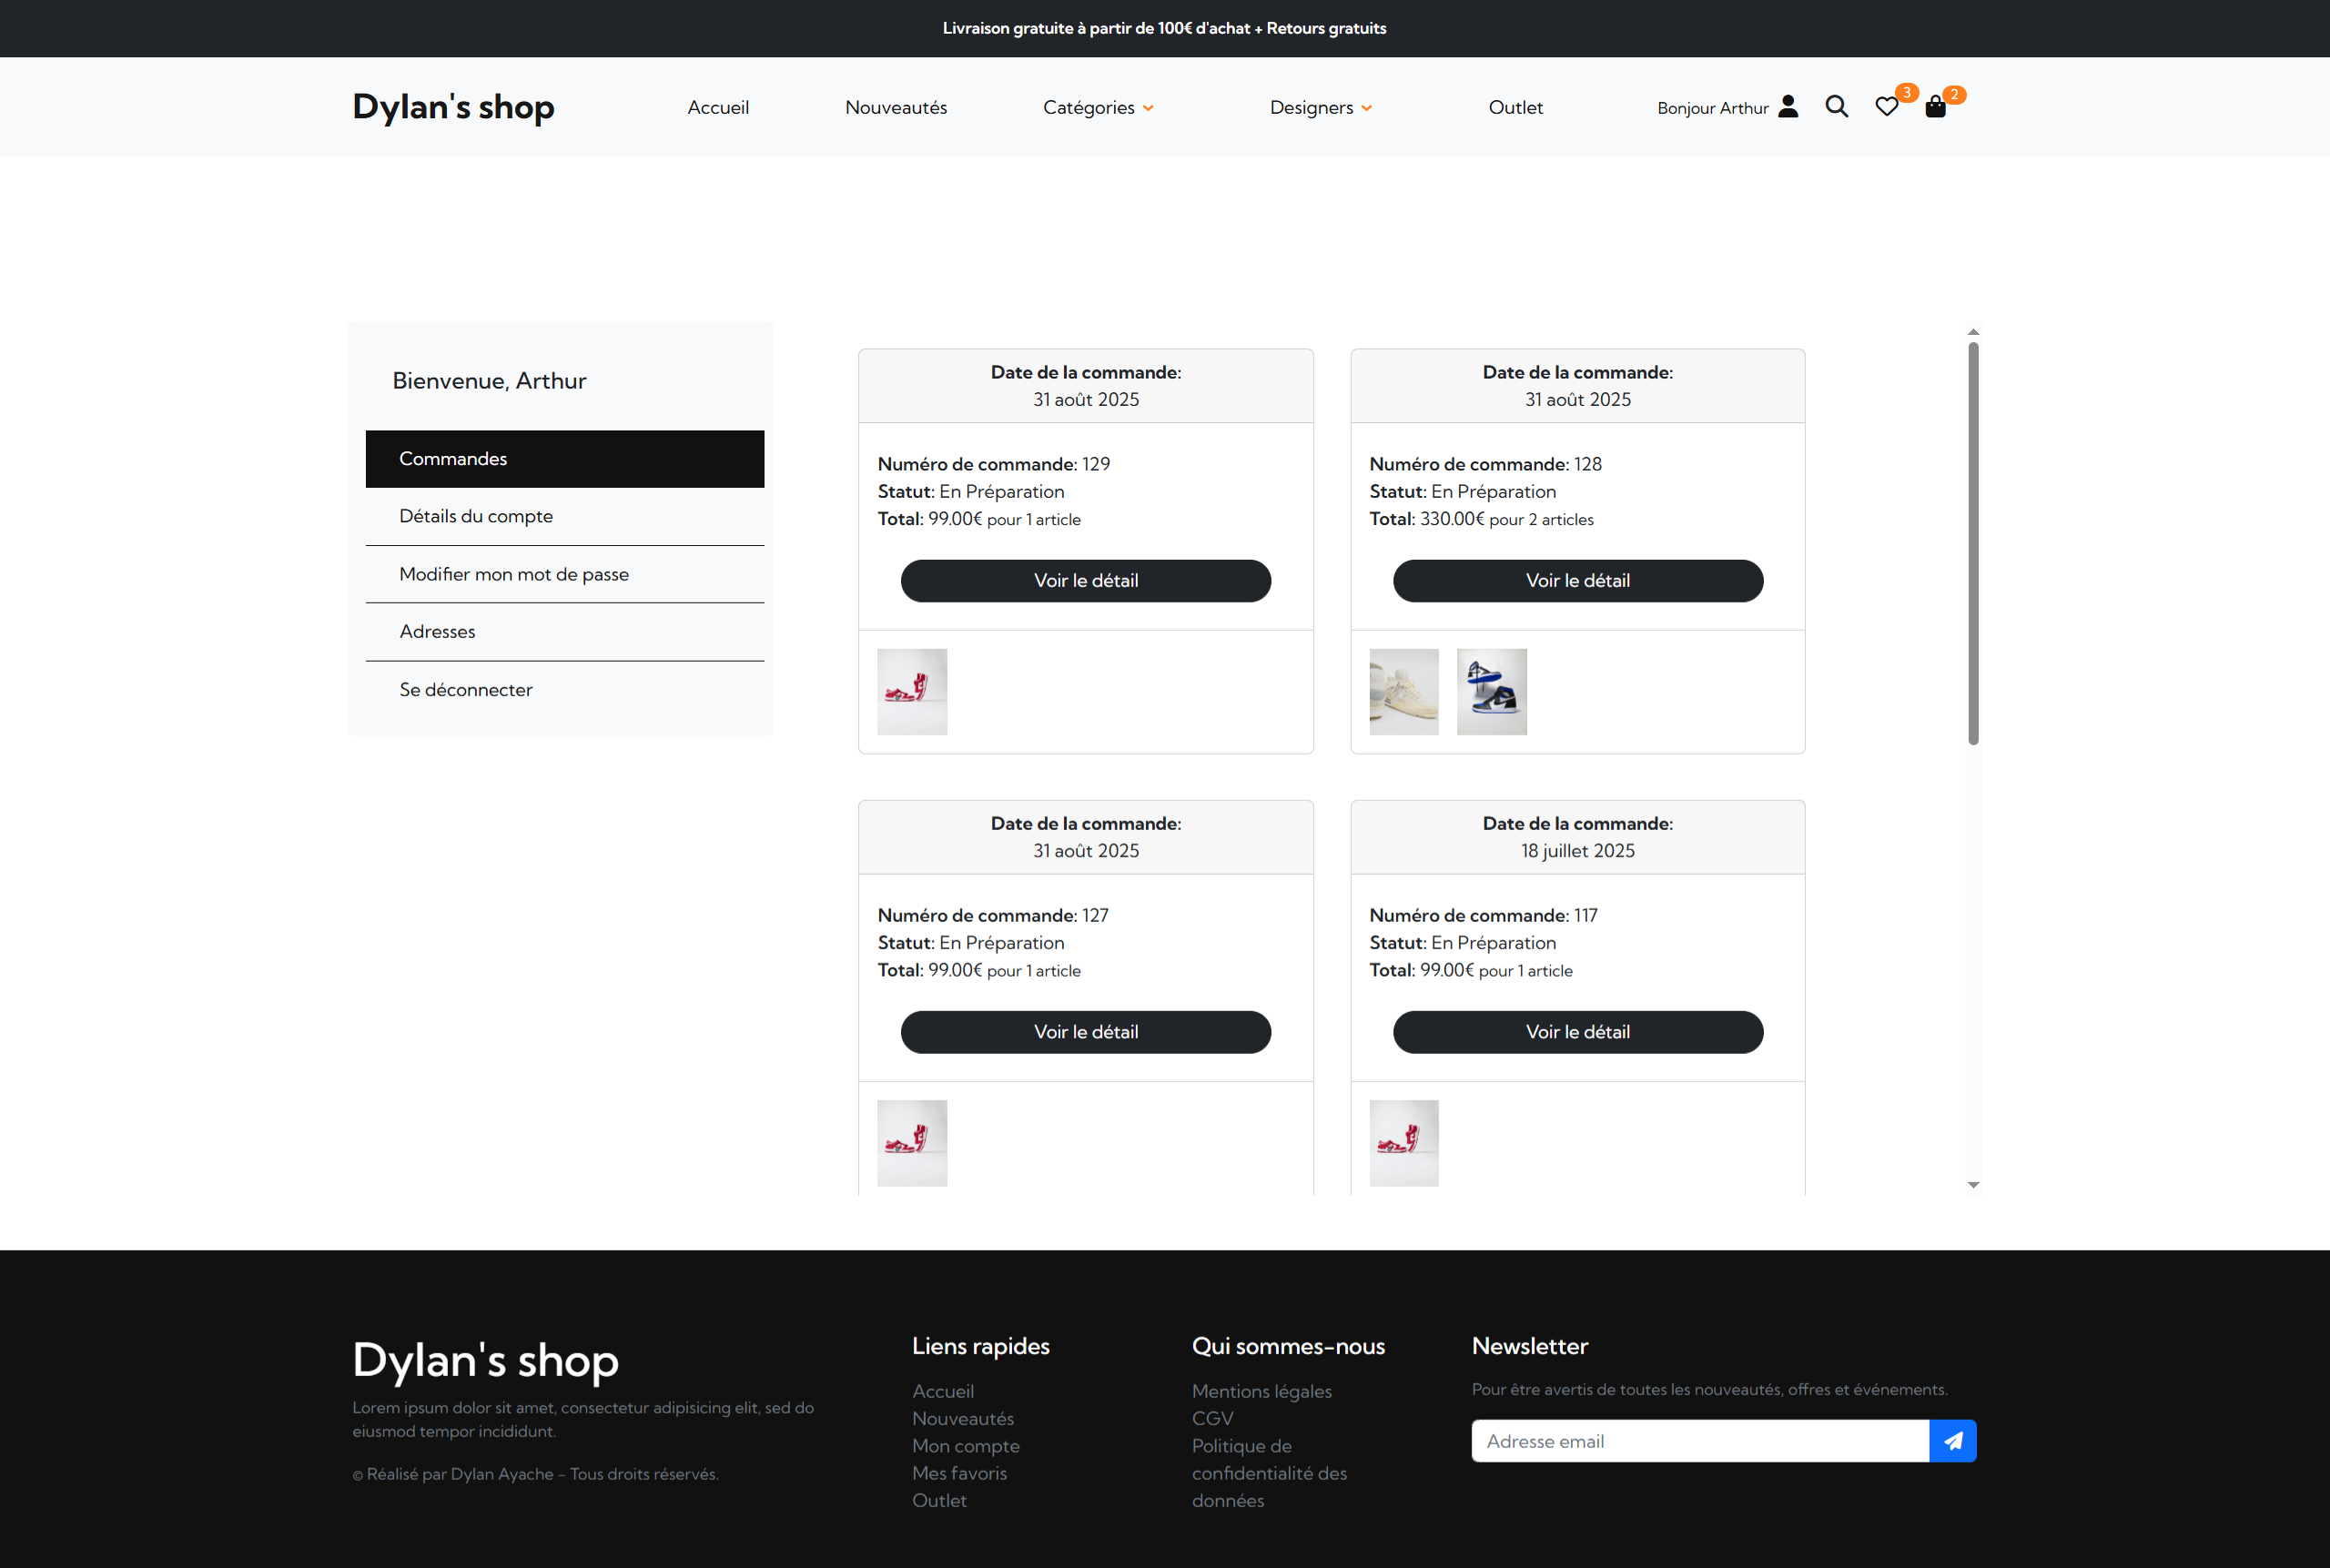 Livraison gratuite à partir de 100€ d'achat + Retours gratuits
Dylan's shop
Accueil
Nouveautés
Catégories
Designers
Outlet
Bonjour Arthur
3
2
Bienvenue, Arthur
Commandes
Détails du compte
Modifier mon mot de passe
Adresses
Se déconnecter
Date de la commande:
31 août 2025
Numéro de commande: 129
Statut: En Préparation
Total: 99.00€ pour 1 article
Voir le détail
Date de la commande:
31 août 2025
Numéro de commande: 128
Statut: En Préparation
Total: 330.00€ pour 2 articles
Voir le détail
Date de la commande:
31 août 2025
Numéro de commande: 127
Statut: En Préparation
Total: 99.00€ pour 1 article
Voir le détail
Date de la commande:
18 juillet 2025
Numéro de commande: 117
Statut: En Préparation
Total: 99.00€ pour 1 article
Voir le détail
Dylan's shop
Lorem ipsum dolor sit amet, consectetur adipisicing elit, sed do
eiusmod tempor incididunt.
© Réalisé par Dylan Ayache - Tous droits réservés.
Liens rapides
Accueil
Nouveautés
Mon compte
Mes favoris
Outlet
Qui sommes-nous
Mentions légales
CGV
Politique de
confidentialité des
données
Newsletter
Pour être avertis de toutes les nouveautés, offres et événements.
Adresse email